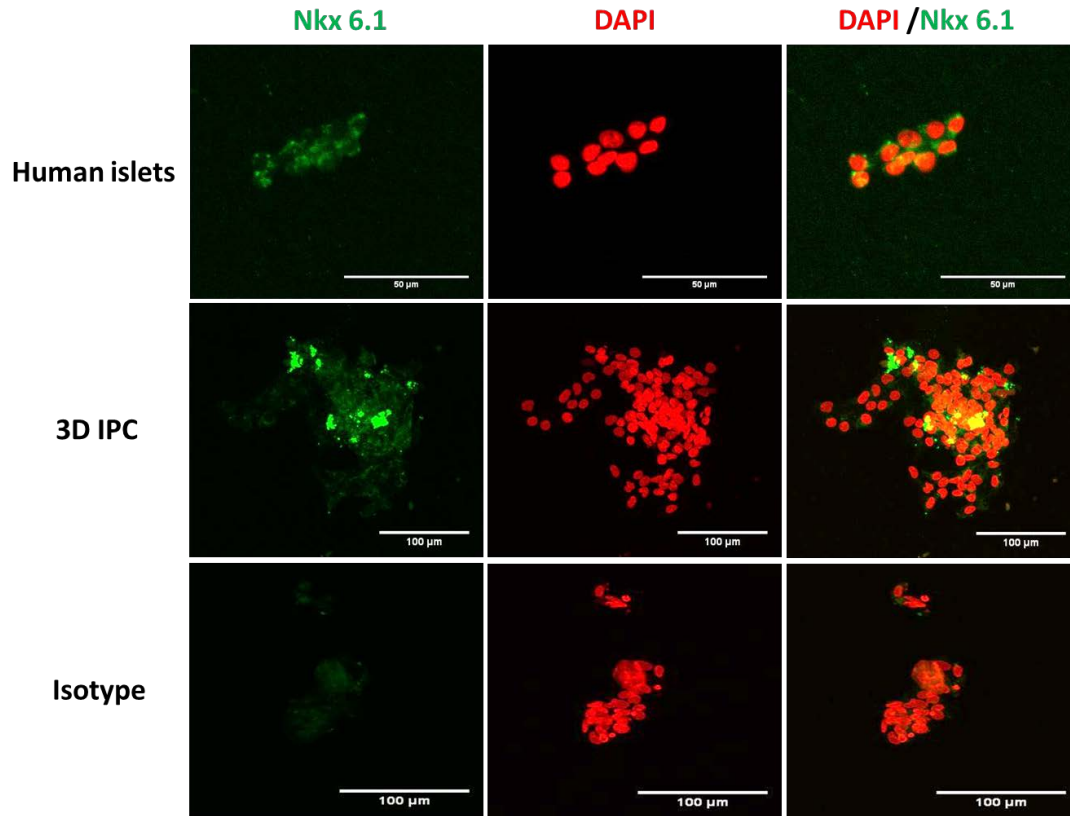 Nkx 6.1 DAPI DAPI /Nkx 6.1
Human islets
50 µm 50 µm 50 µm
3D IPC
100 µm 100 µm 100 µm
Isotype
100 µm 100 µm 100 µm